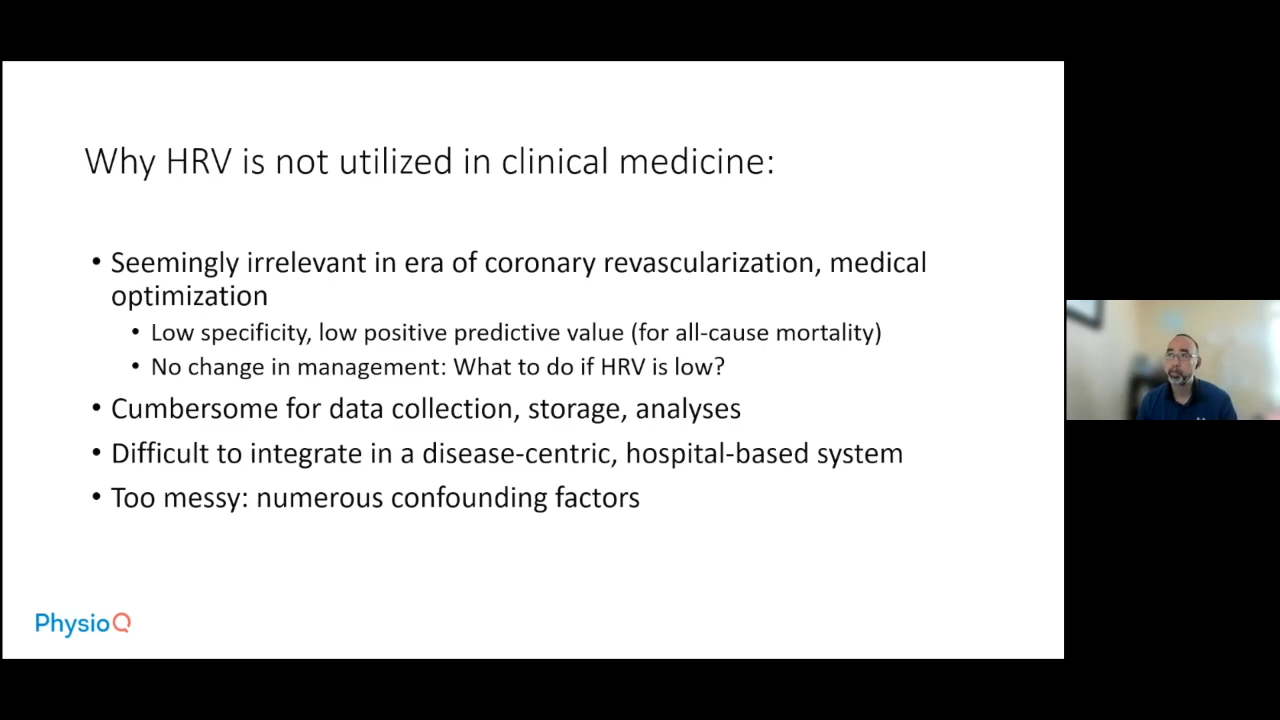 Why HRV is not utilized in clinical medicine:
• Seemingly irrelevant in era of coronary revascularization, medical
optimization
• Low specificity, low positive predictive value (for all-cause mortality)
• No change in management: What to do if HRV is low?
• Cumbersome for data collection, storage, analyses
• Difficult to integrate in a disease-centric, hospital-based system
• Too messy: numerous confounding factors
PhysioQ